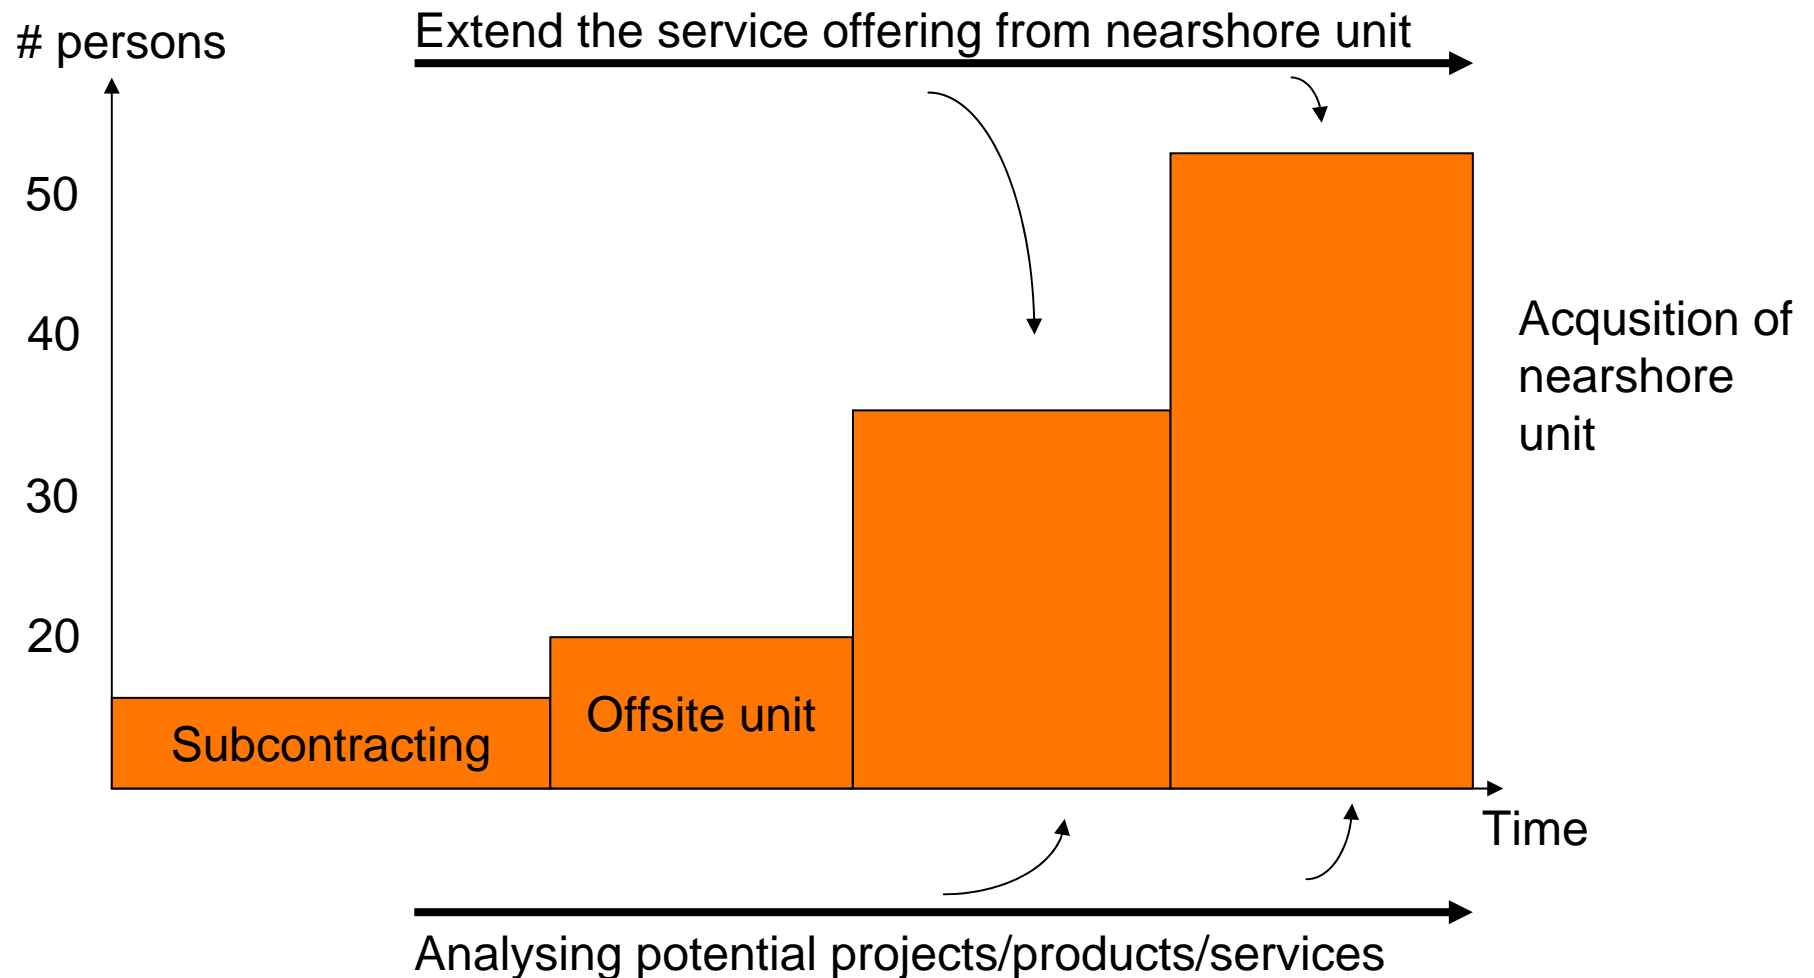 # persons
Extend the service offering from nearshore unit
50
40
30
20
Acqusition of
nearshore
unit
Subcontracting
Offsite unit
Time
Analysing potential projects/products/services